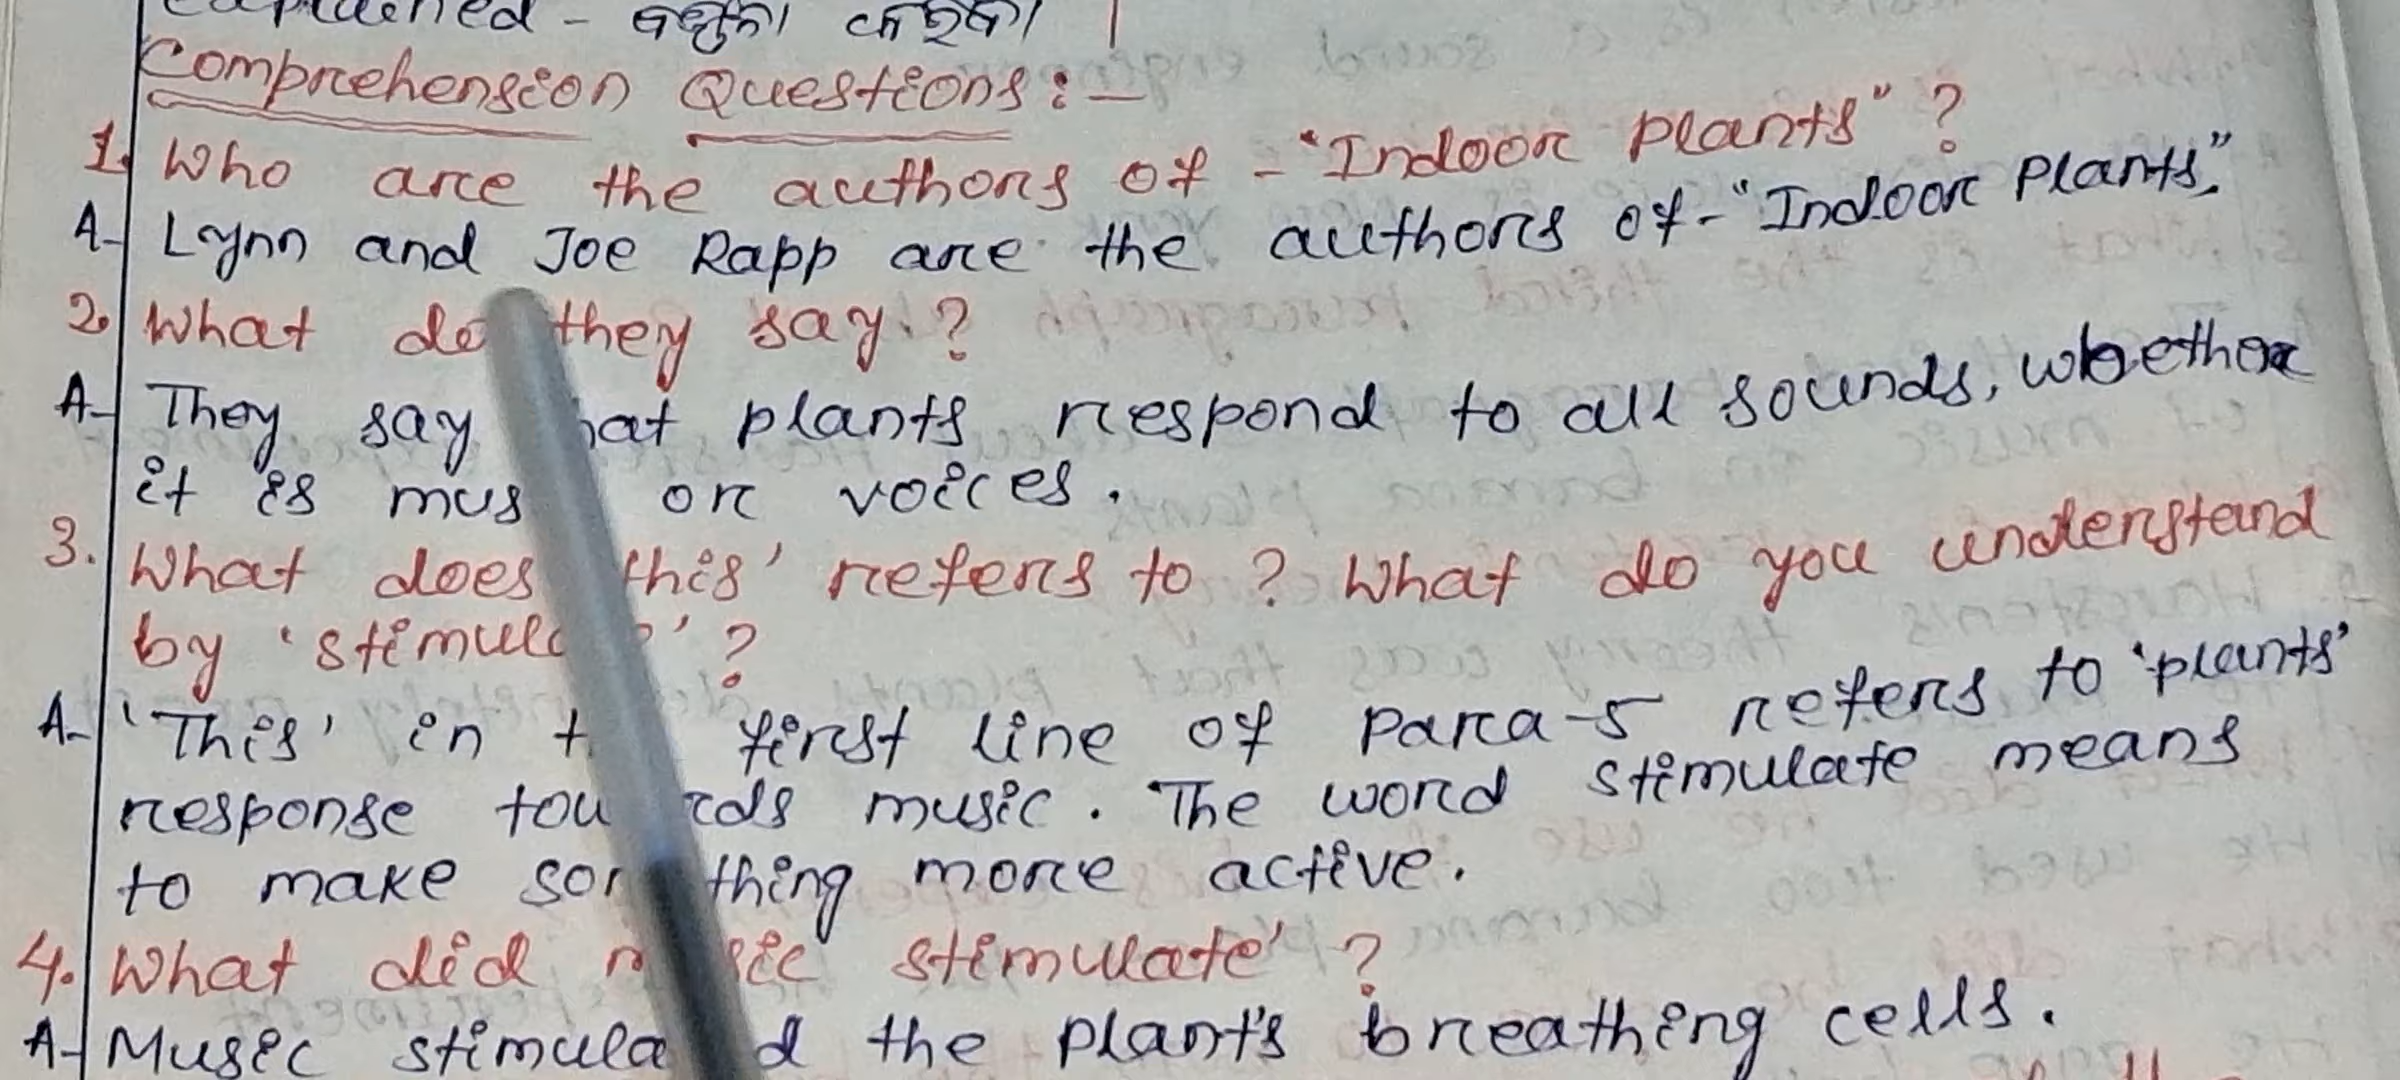 explained - ବର୍ଣ୍ଣନା କରିବା |
Comprehension Questions :-
1. Who are the authors of - "Indoor plants" ?
A- Lynn and Joe Rapp are the authors of - "Indoor Plants."
2. What do they say. ?
A- They say plants respond to all sounds, whether
it is or voices.
3. What does 'refers to ? What do you understand
by ?
A- 'This' in first line of Para-5 refers to 'plants'
response music. The word stimulate means
to make more active.
4. What did stimulate' ?
A- Music the plant's breathing cells.